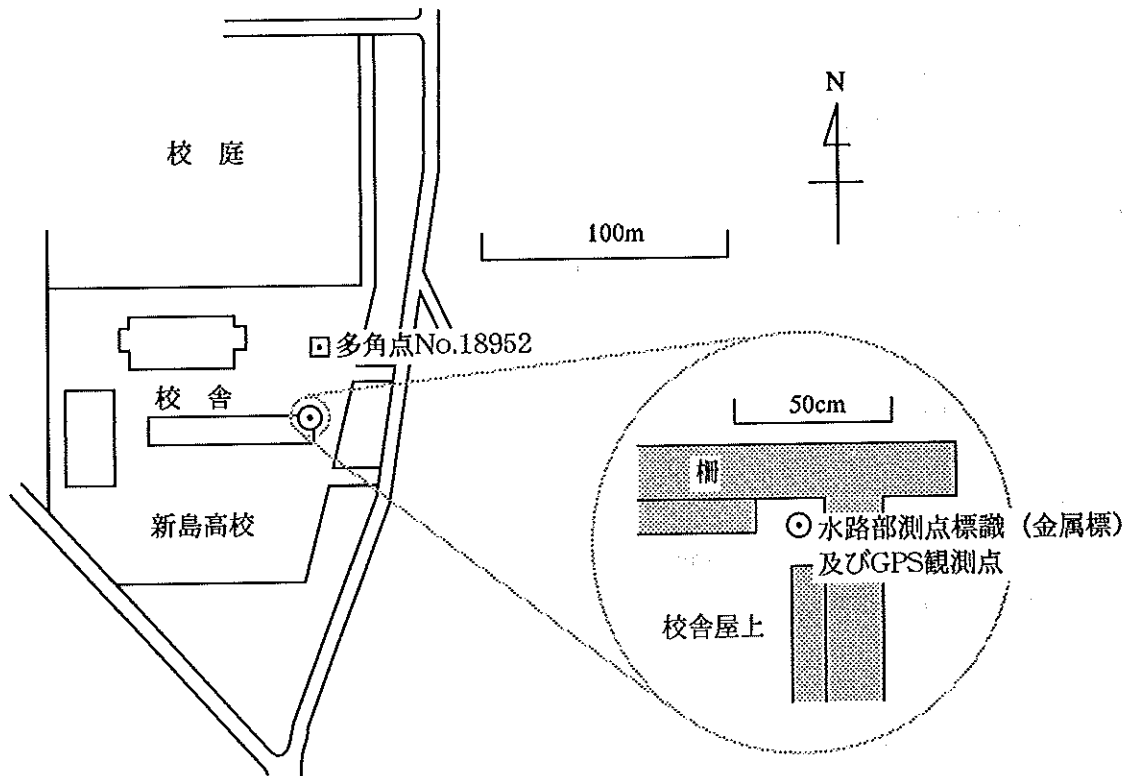 校 庭
N
100m
多角点No.18952
校 舎
新島高校
50cm
柵
水路部測点標識（金属標）
及びGPS観測点
校舎屋上